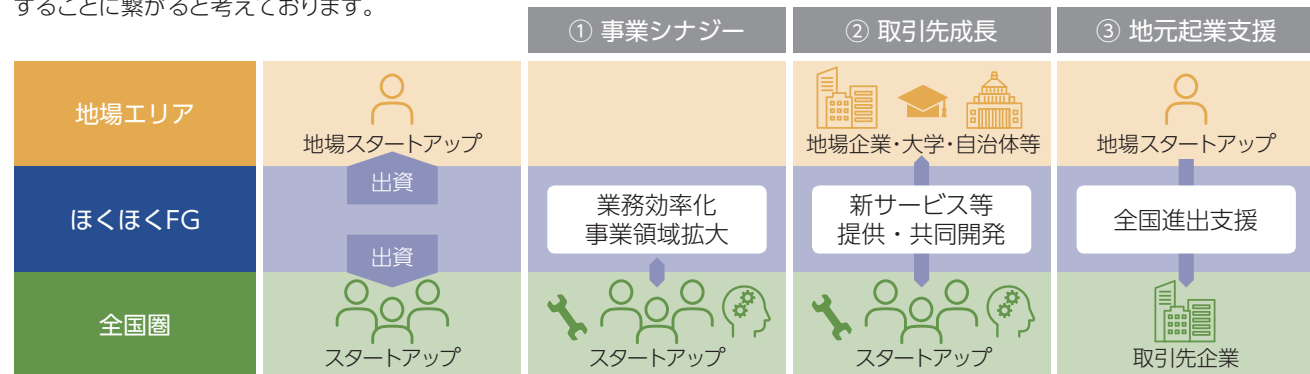 することに繋がると考えております。
① 事業シナジー
② 取引先成長
③ 地元起業支援
地場エリア
地場スタートアップ
地場企業・大学・自治体等
地場スタートアップ
ほくほくFG
出資
出資
業務効率化
事業領域拡大
新サービス等
提供・共同開発
全国進出支援
全国圏
スタートアップ
スタートアップ
スタートアップ
取引先企業